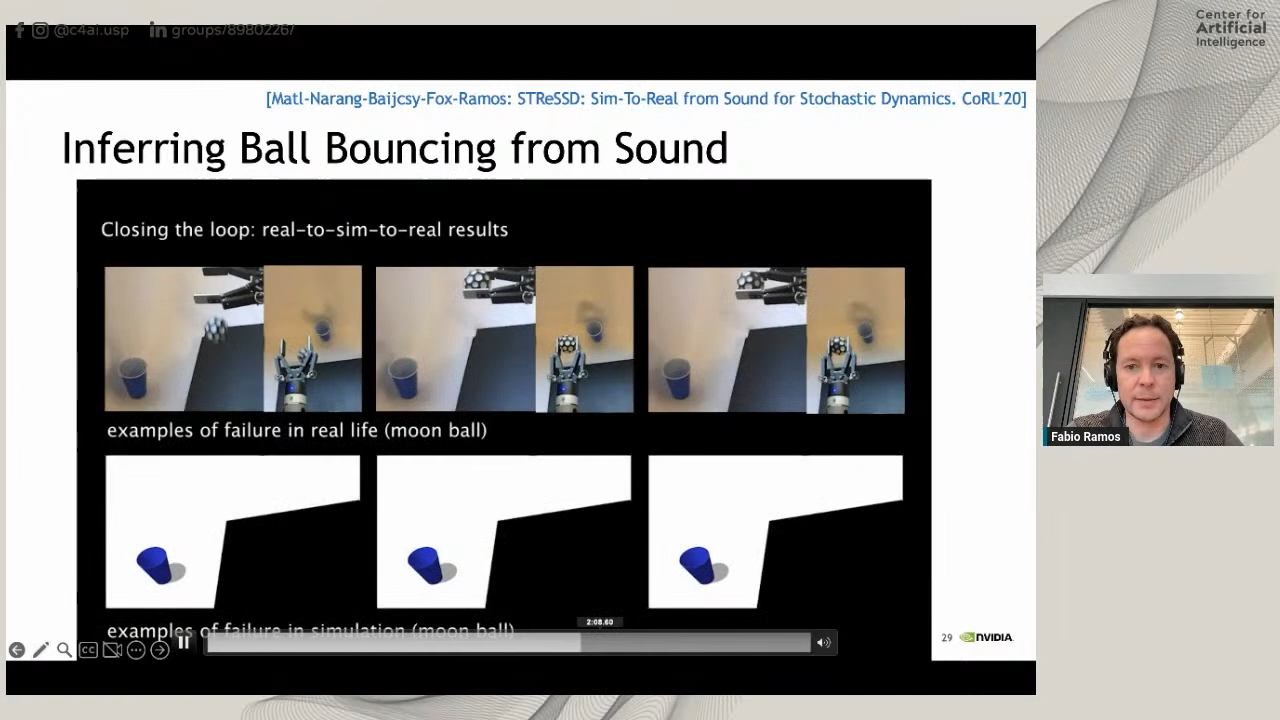 @c4ai.usp
groups/8980226/
Center for
Artificial
Intelligence
[Matl-Narang-Baijcsy-Fox-Ramos: STReSSD: Sim-To-Real from Sound for Stochastic Dynamics. CoRL'20]
Inferring Ball Bouncing from Sound
Closing the loop: real-to-sim-to-real results
examples of failure in real life (moon ball)
examples of failure in simulation (moon ball)
2:08.60
CC
29 NVIDIA
Fabio Ramos